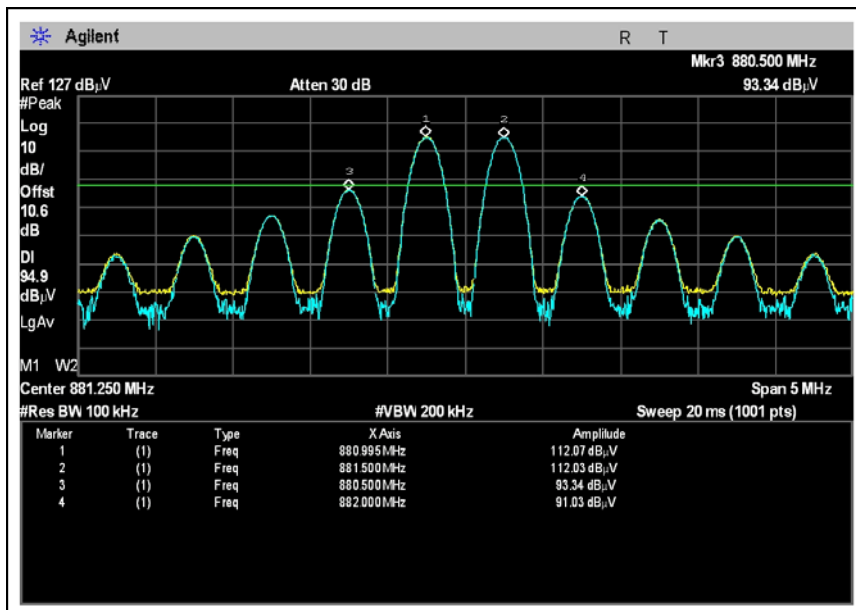 Agilent R T
Mkr3 880.500 MHz
Ref 127 dBµV Atten 30 dB 93.34 dBµV
#Peak
Log
10
dB/
Offst
10.6
dB
DI
94.9
dBµV
LgAv
M1 W2
1
2
3
4
Center 881.250 MHz Span 5 MHz
#Res BW 100 kHz #VBW 200 kHz Sweep 20 ms (1001 pts)
Marker Trace Type X Axis Amplitude
1 (1) Freq 880.995 MHz 112.07 dBµV
2 (1) Freq 881.500 MHz 112.03 dBµV
3 (1) Freq 880.500 MHz 93.34 dBµV
4 (1) Freq 882.000 MHz 91.03 dBµV